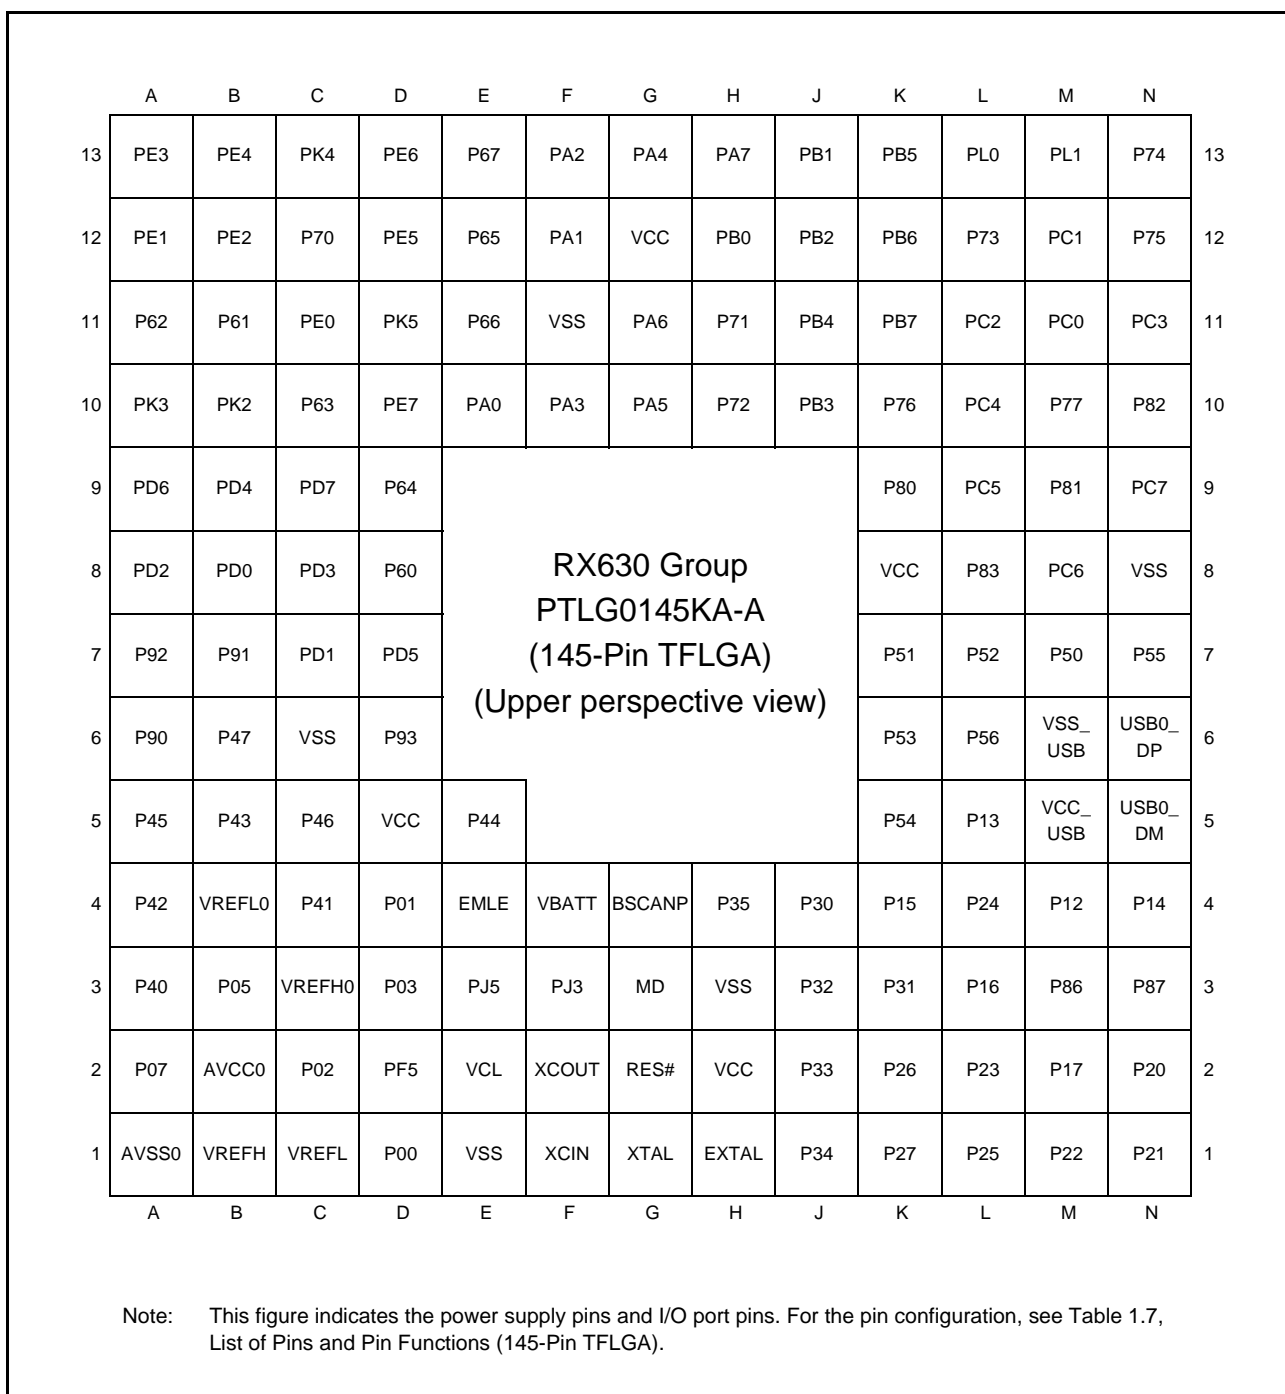 A B C D E F G H J K L M N
13 PE3 PE4 PK4 PE6 P67 PA2 PA4 PA7 PB1 PB5 PL0 PL1 P74 13
12 PE1 PE2 P70 PE5 P65 PA1 VCC PB0 PB2 PB6 P73 PC1 P75 12
11 P62 P61 PE0 PK5 P66 VSS PA6 P71 PB4 PB7 PC2 PC0 PC3 11
10 PK3 PK2 P63 PE7 PA0 PA3 PA5 P72 PB3 P76 PC4 P77 P82 10
9 PD6 PD4 PD7 P64 P80 PC5 P81 PC7 9
8 PD2 PD0 PD3 P60 VCC P83 PC6 VSS 8
7 P92 P91 PD1 PD5 P51 P52 P50 P55 7
6 P90 P47 VSS P93 P53 P56 VSS_ USB USB0_ DP 6
5 P45 P43 P46 VCC P44 P54 P13 VCC_ USB USB0_ DM 5
RX630 Group
PTLG0145KA-A
(145-Pin TFLGA)
(Upper perspective view)
4 P42 VREFL0 P41 P01 EMLE VBATT BSCANP P35 P30 P15 P24 P12 P14 4
3 P40 P05 VREFH0 P03 PJ5 PJ3 MD VSS P32 P31 P16 P86 P87 3
2 P07 AVCC0 P02 PF5 VCL XCOUT RES# VCC P33 P26 P23 P17 P20 2
1 AVSS0 VREFH VREFL P00 VSS XCIN XTAL EXTAL P34 P27 P25 P22 P21 1
A B C D E F G H J K L M N
Note: This figure indicates the power supply pins and I/O port pins. For the pin configuration, see Table 1.7,
List of Pins and Pin Functions (145-Pin TFLGA).